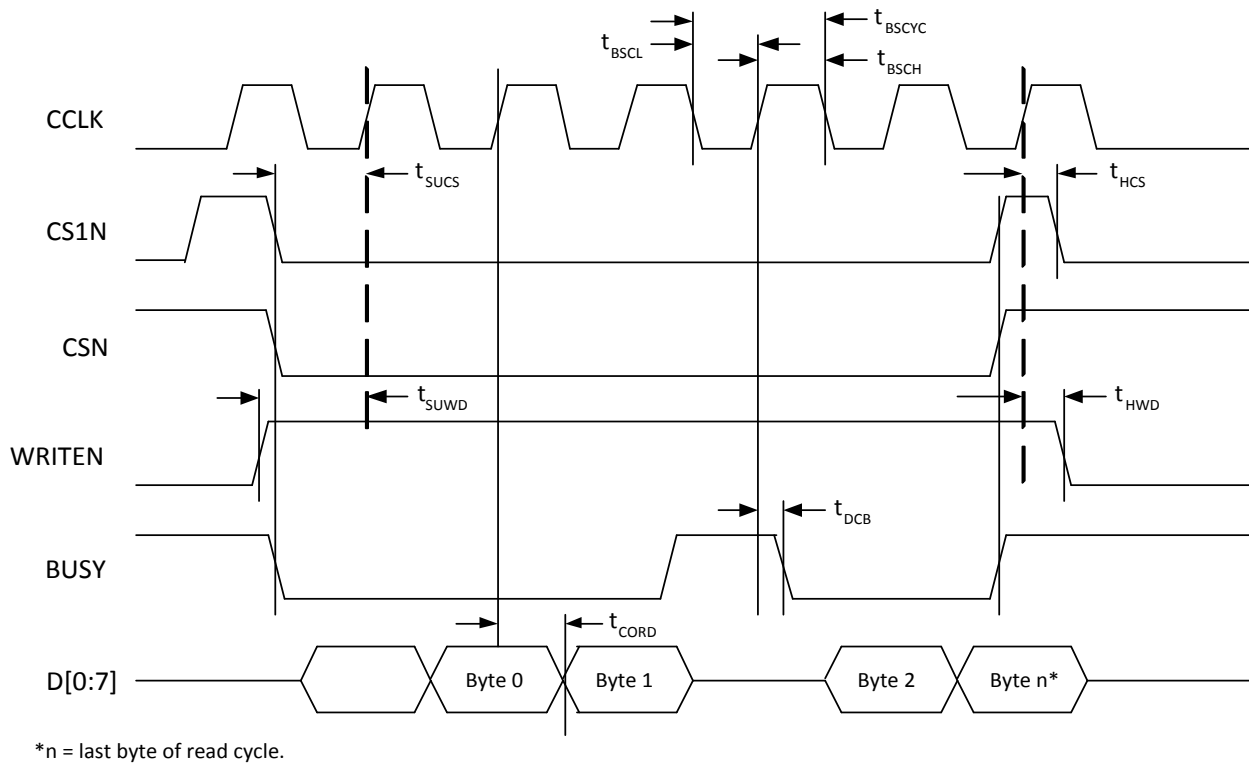 tBSCYC
tBSCL
tBSCH
CCLK
tSUCS
tHCS
CS1N
CSN
tSUWD
tHWD
WRITEN
tDCB
BUSY
tCORD
D[0:7]
Byte 0
Byte 1
Byte 2
Byte n*
*n = last byte of read cycle.